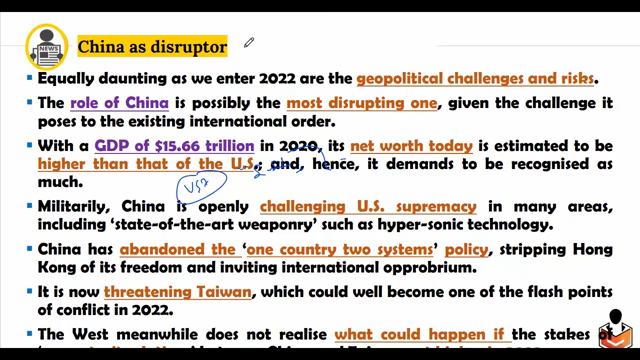 NEWS
China as disruptor
▪ Equally daunting as we enter 2022 are the geopolitical challenges and risks.
▪ The role of China is possibly the most disrupting one, given the challenge it
poses to the existing international order.
▪ With a GDP of $15.66 trillion in 2020, its net worth today is estimated to be
higher than that of the U.S.; and, hence, it demands to be recognised as
much.
▪ Militarily, China is openly challenging U.S. supremacy in many areas,
including ‘state-of-the-art weaponry’ such as hyper-sonic technology.
▪ China has abandoned the ‘one country two systems’ policy, stripping Hong
Kong of its freedom and inviting international opprobrium.
▪ It is now threatening Taiwan, which could well become one of the flash points
of conflict in 2022.
▪ The West meanwhile does not realise what could happen if the stakes of